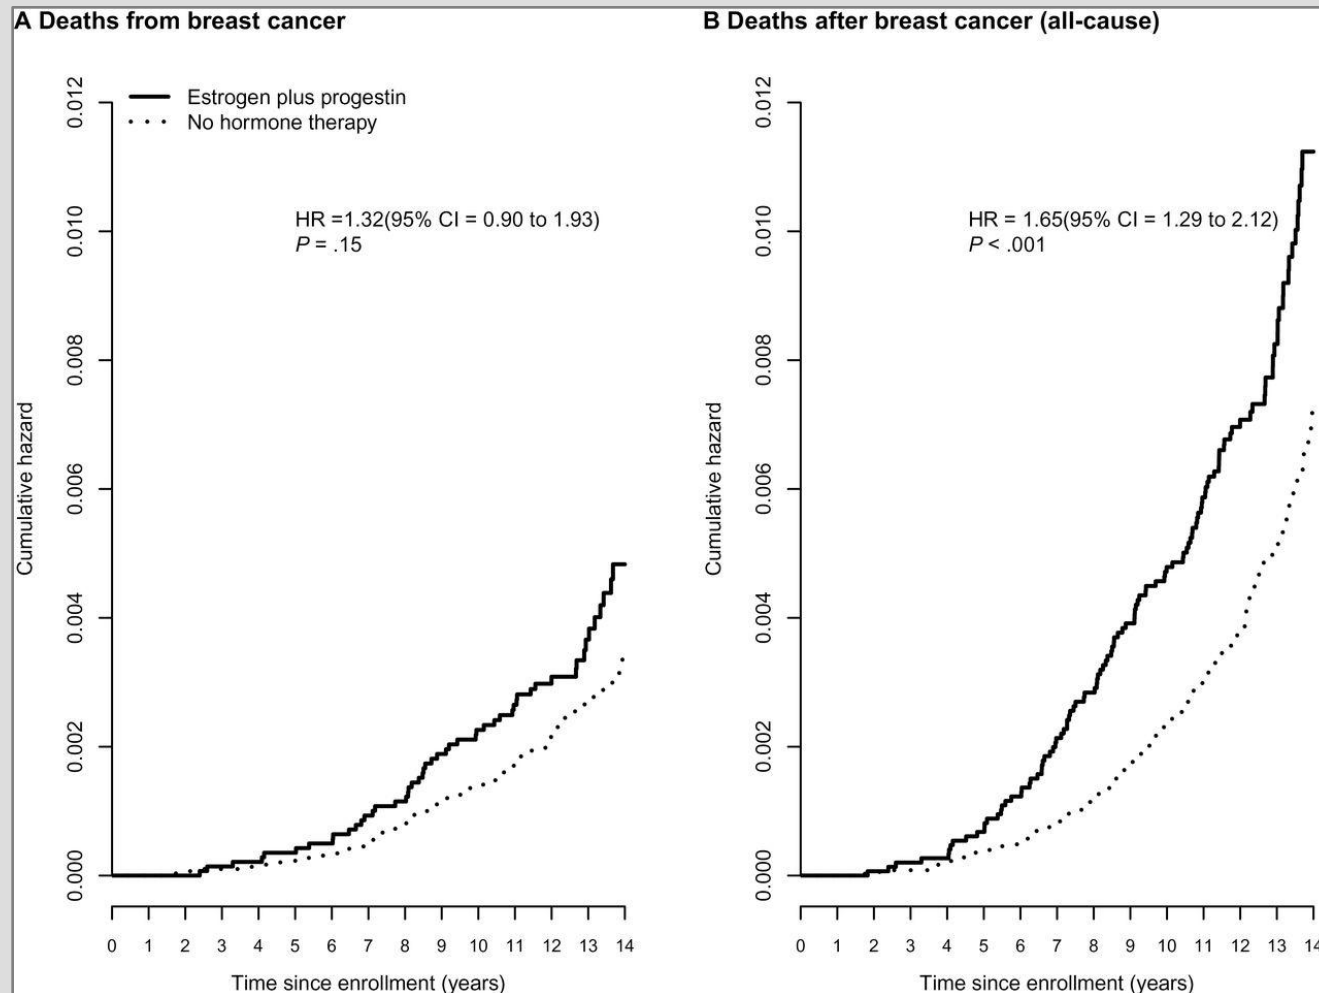 A Deaths from breast cancer
Estrogen plus progestin
No hormone therapy
HR =1.32(95% CI = 0.90 to 1.93)
P = .15
Cumulative hazard
0.012
0.010
0.008
0.006
0.004
0.002
0.000
0 1 2 3 4 5 6 7 8 9 10 11 12 13 14
Time since enrollment (years)
B Deaths after breast cancer (all-cause)
HR = 1.65(95% CI = 1.29 to 2.12)
P < .001
Cumulative hazard
0.012
0.010
0.008
0.006
0.004
0.002
0.000
0 1 2 3 4 5 6 7 8 9 10 11 12 13 14
Time since enrollment (years)